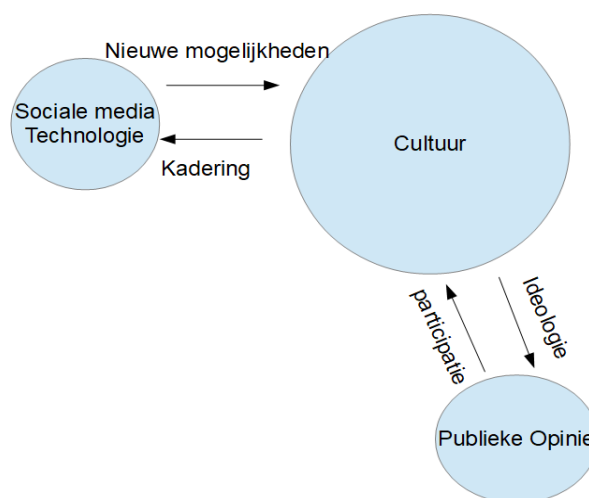 Nieuwe mogelijkheden
Sociale media
Technologie
Cultuur
Kadering
Ideologie
participatie
Publieke Opinie